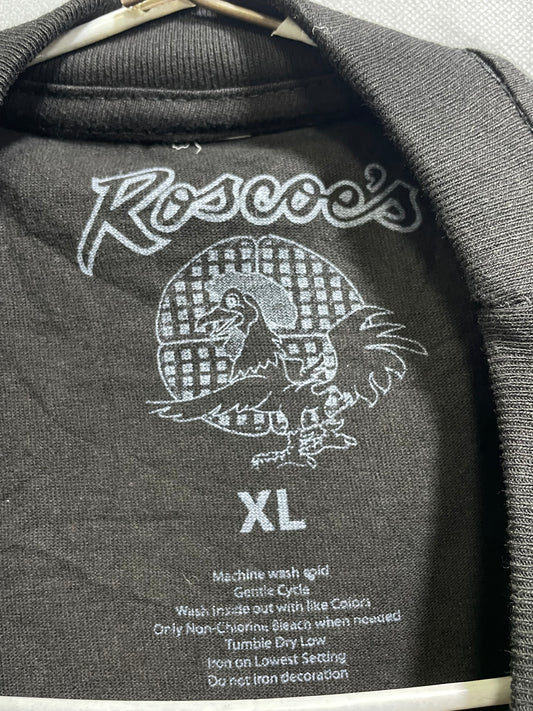 Roscoe's
XL
Machine wash cold
Gentle Cycle
Wash inside out with like Colors
Only Non-Chlorine Bleach when needed
Tumble Dry Low
Iron on Lowest Setting
Do not iron decoration